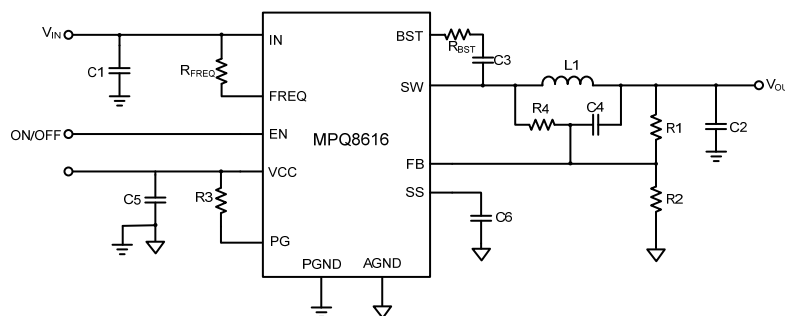 VIN
IN
BST
RBST
C3
L1
C1
RFREQ
FREQ
SW
R4
C4
VOU
R1
C2
ON/OFF
EN
MPQ8616
FB
VCC
SS
R2
C5
R3
C6
PG
PGND
AGND